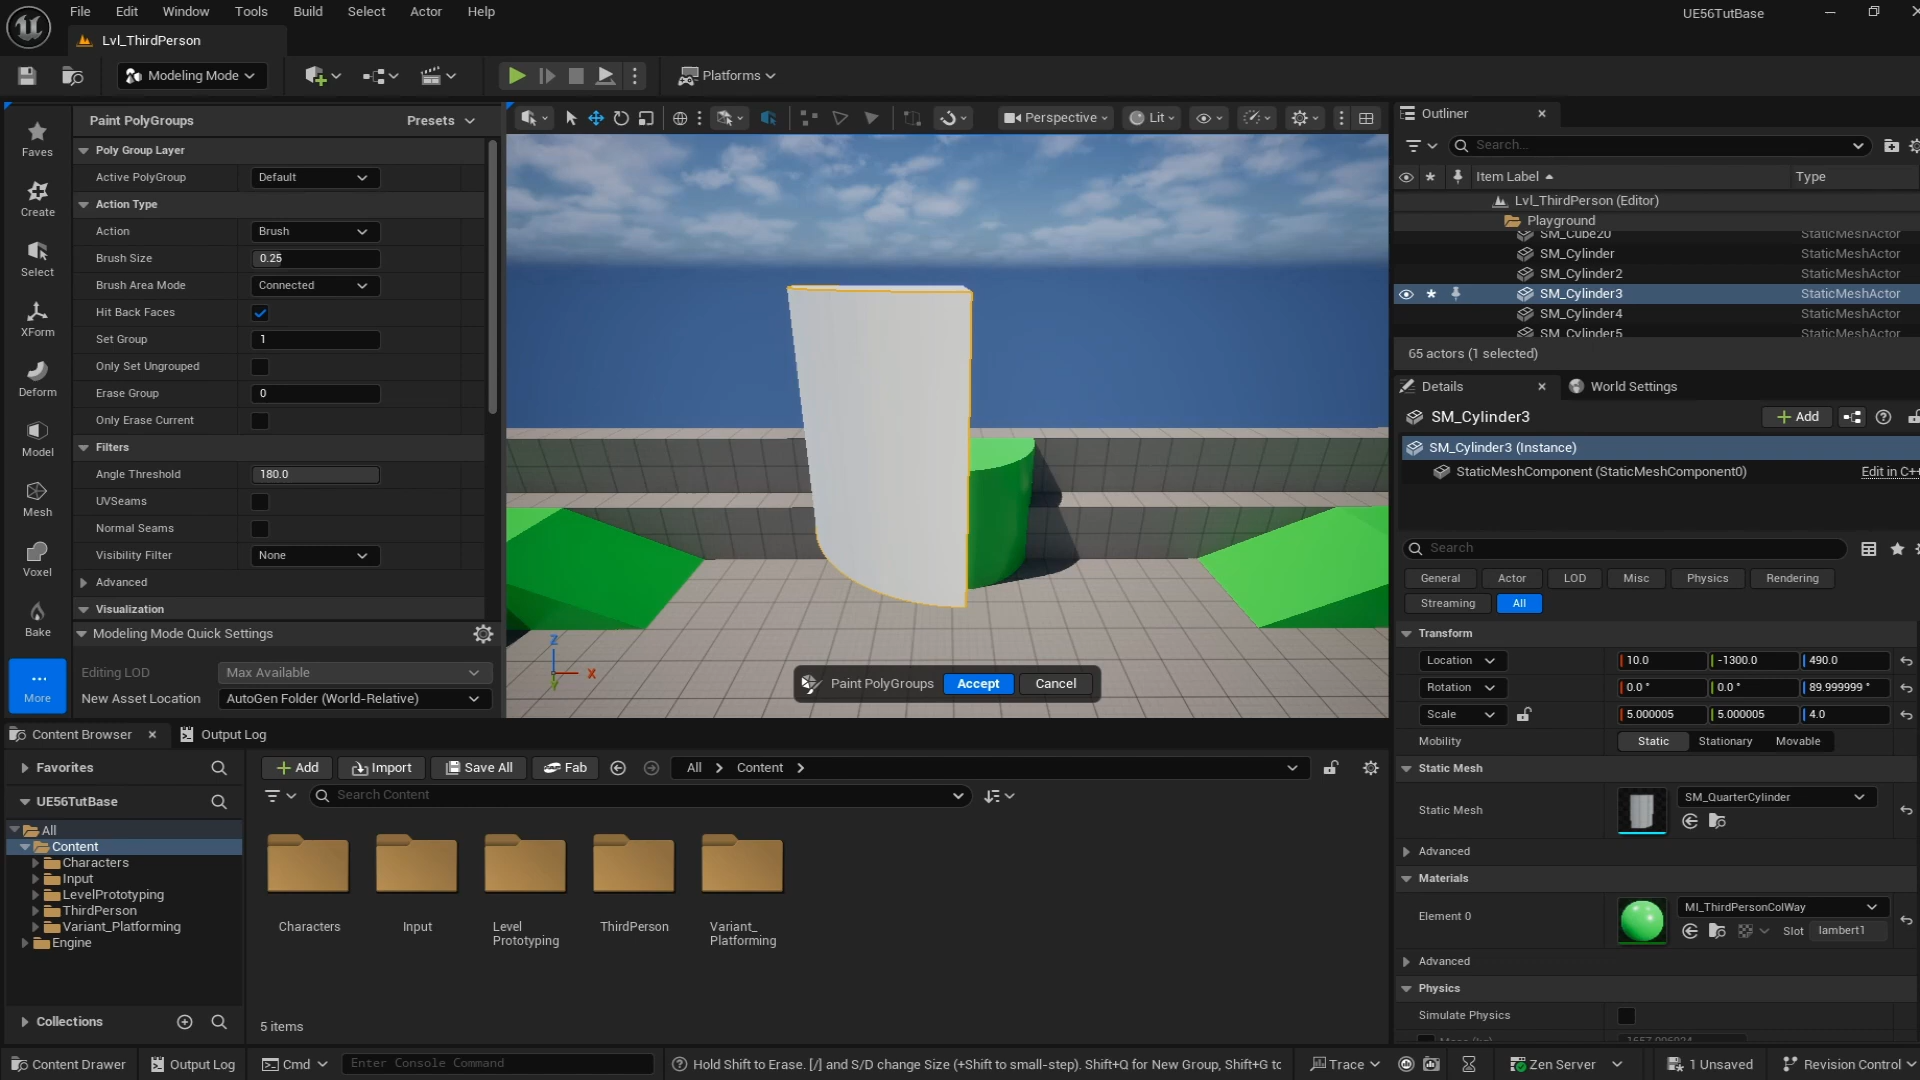 File Edit Window Tools Build Select Actor Help
UE56TutBase
Lvl_ThirdPerson
Modeling Mode
Platforms
Faves
Create
Select
XForm
Deform
Model
Mesh
Voxel
Bake
More
Paint PolyGroups Presets
Poly Group Layer
Active PolyGroup Default
Action Type
Action Brush
Brush Size 0.25
Brush Area Mode Connected
Hit Back Faces
Set Group 1
Only Set Ungrouped
Erase Group 0
Only Erase Current
Filters
Angle Threshold 180.0
UVSeams
Normal Seams
Visibility Filter None
Advanced
Visualization
Modeling Mode Quick Settings
Editing LOD Max Available
New Asset Location AutoGen Folder (World-Relative)
Perspective Lit
Z
X
Y
Paint PolyGroups Accept Cancel
Outliner
Search...
Item Label Type
Lvl_ThirdPerson (Editor)
Playground
SM_Cube20 StaticMeshActor
SM_Cylinder StaticMeshActor
SM_Cylinder2 StaticMeshActor
SM_Cylinder3 StaticMeshActor
SM_Cylinder4 StaticMeshActor
SM_Cylinder5 StaticMeshActor
65 actors (1 selected)
Details World Settings
SM_Cylinder3 Add
SM_Cylinder3 (Instance)
StaticMeshComponent (StaticMeshComponent0) Edit in C++
Search
General Actor LOD Misc Physics Rendering
Streaming All
Transform
Location 10.0 -1300.0 490.0
Rotation 0.0 ° 0.0 ° 89.999999 °
Scale 5.000005 5.000005 4.0
Mobility Static Stationary Movable
Static Mesh
Static Mesh SM_QuarterCylinder
Advanced
Materials
Element 0 MI_ThirdPersonColWay
Slot lambert1
Advanced
Physics
Simulate Physics
Content Browser Output Log
Favorites
UE56TutBase
All
Content
Characters
Input
LevelPrototyping
ThirdPerson
Variant_Platforming
Engine
Collections
Add Import Save All Fab All Content
Search Content
Characters
Input
Level
Prototyping
ThirdPerson
Variant_
Platforming
5 items
Content Drawer Output Log Cmd Enter Console Command
Hold Shift to Erase. [/] and S/D change Size (+Shift to small-step). Shift+Q for New Group, Shift+G tc
Trace Zen Server 1 Unsaved Revision Control